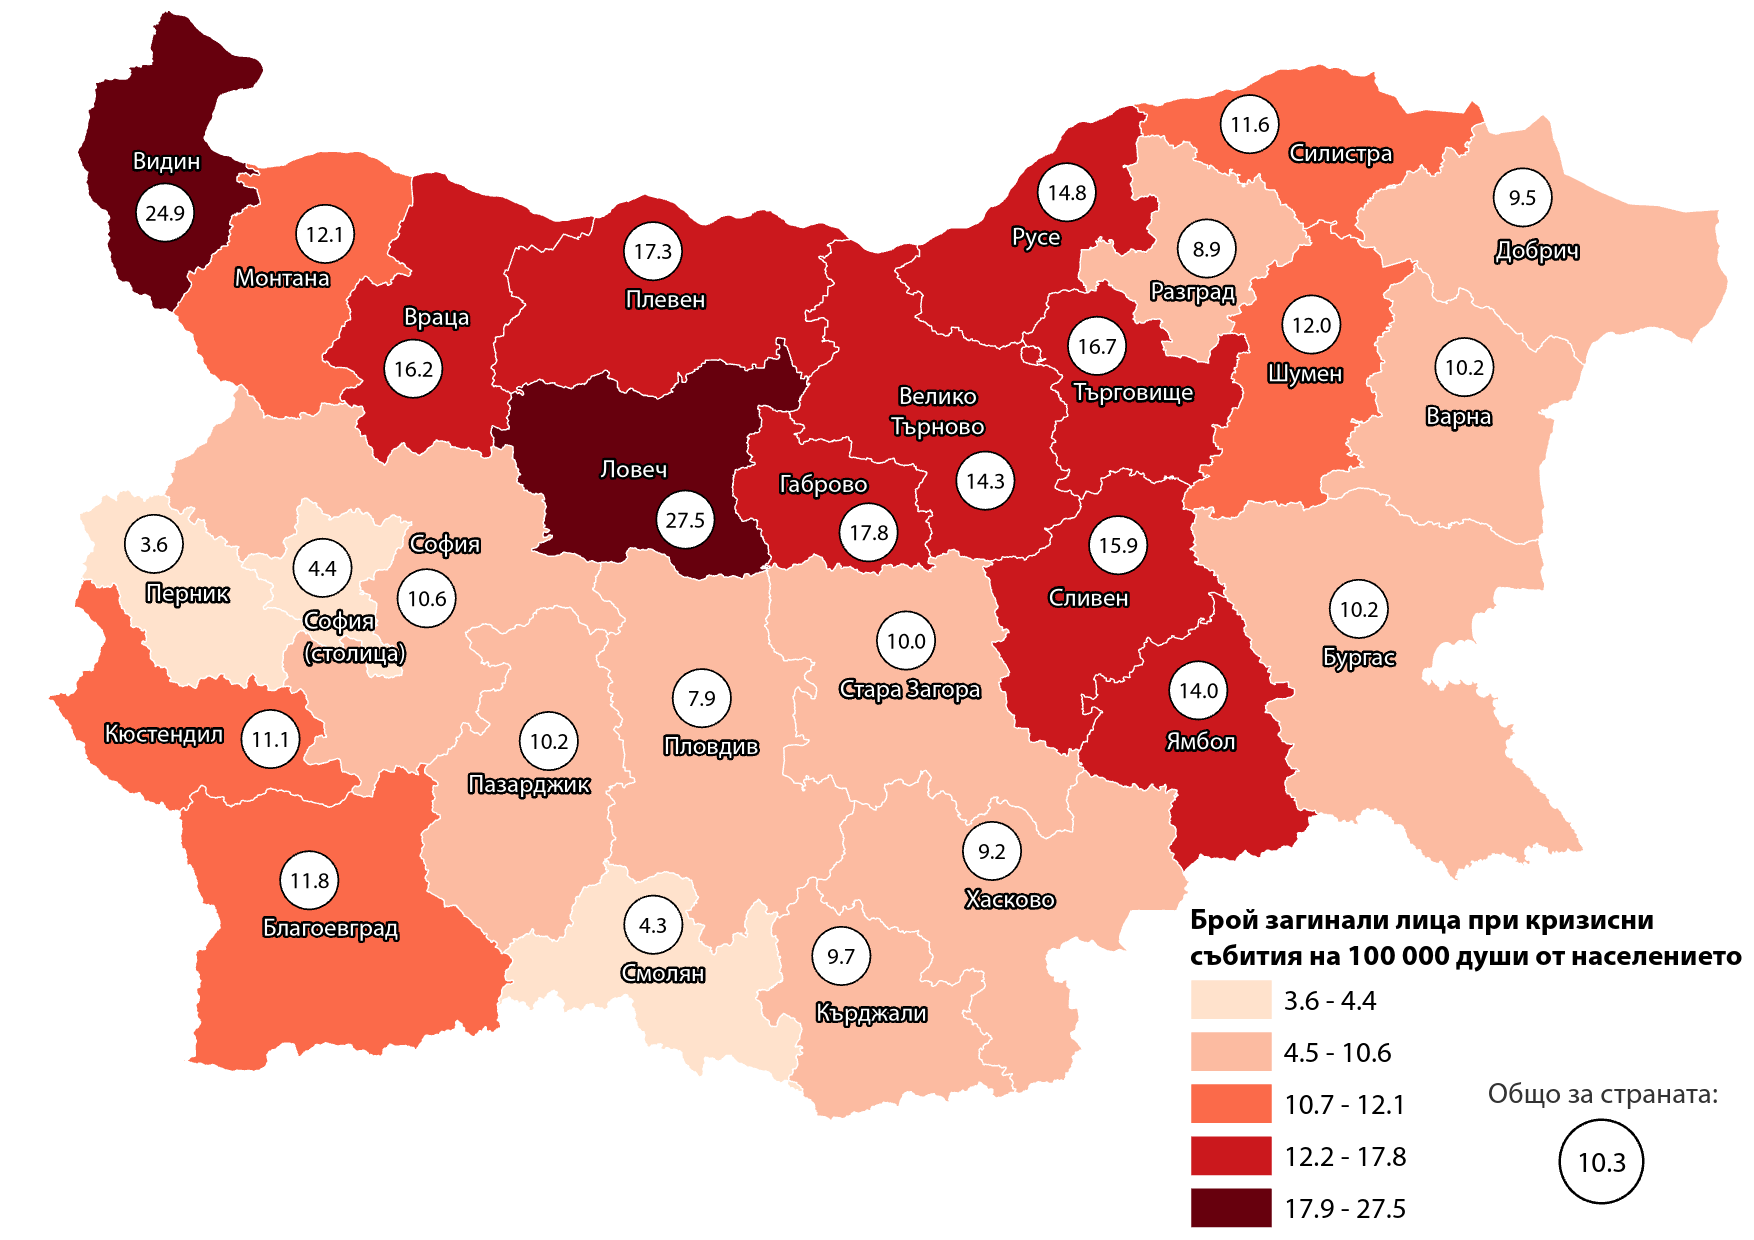 Видин
24.9
12.1
Монтана
Враца
16.2
17.3
Плевен
14.8
Русе
11.6
Силистра
9.5
Добрич
8.9
Разград
16.7
Търговище
12.0
Шумен
10.2
Варна
Велико
Търново
14.3
Ловеч
27.5
Габрово
17.8
3.6
Перник
4.4
София
(столица)
София
10.6
15.9
Сливен
10.2
Бургас
10.0
Стара Загора
14.0
Ямбол
7.9
Пловдив
10.2
Пазарджик
Кюстендил
11.1
11.8
Благоевград
9.2
Хасково
4.3
Смолян
9.7
Кърджали
Брой загинали лица при кризисни
събития на 100 000 души от населението
3.6 - 4.4
4.5 - 10.6
10.7 - 12.1
12.2 - 17.8
17.9 - 27.5
Общо за страната:
10.3